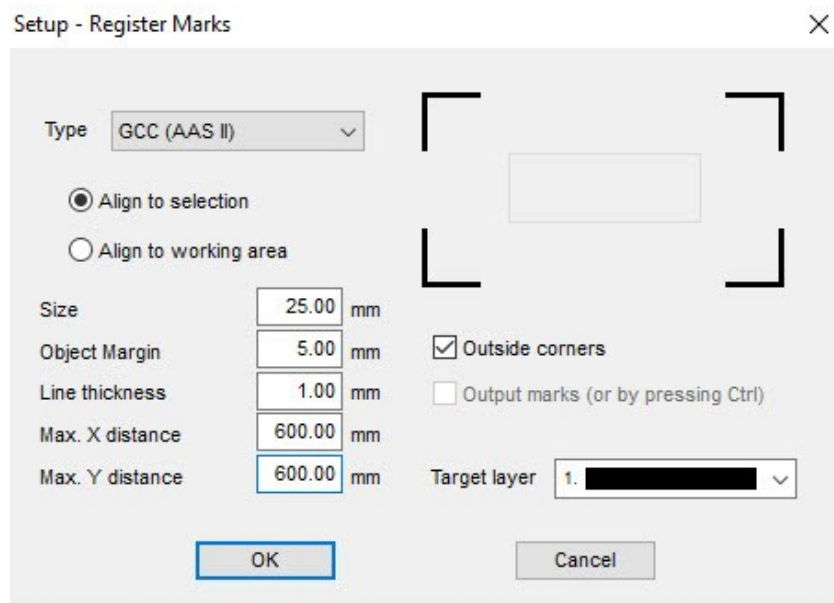 Setup - Register Marks
Type GCC (AAS II)
Align to selection
Align to working area
Size 25.00 mm
Object Margin 5.00 mm
Line thickness 1.00 mm
Max. X distance 600.00 mm
Max. Y distance 600.00 mm
Outside corners
Output marks (or by pressing Ctrl)
Target layer 1.
OK
Cancel